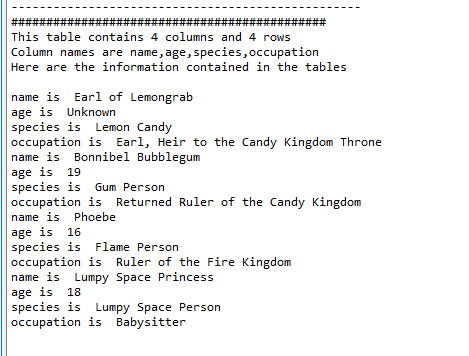 --------------------------------------------------
#############################################
This table contains 4 columns and 4 rows
Column names are name,age,species,occupation
Here are the information contained in the tables
name is  Earl of Lemongrab
age is  Unknown
species is  Lemon Candy
occupation is  Earl, Heir to the Candy Kingdom Throne
name is  Bonnibel Bubblegum
age is  19
species is  Gum Person
occupation is  Returned Ruler of the Candy Kingdom
name is  Phoebe
age is  16
species is  Flame Person
occupation is  Ruler of the Fire Kingdom
name is  Lumpy Space Princess
age is  18
species is  Lumpy Space Person
occupation is  Babysitter